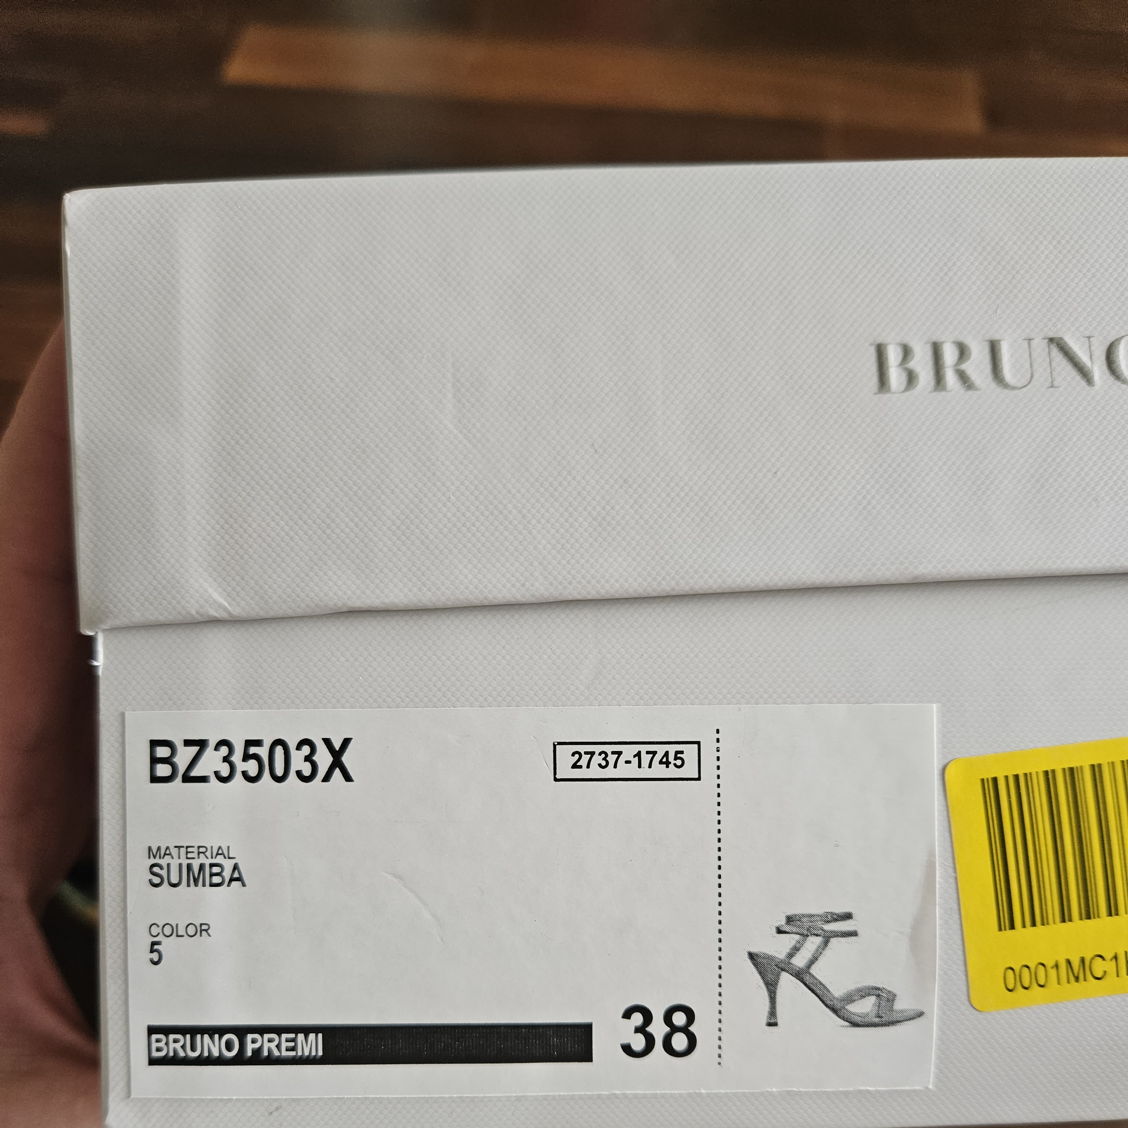 BRUNO
BZ3503X
2737-1745
MATERIAL
SUMBA
COLOR
5
BRUNO PREMI
38